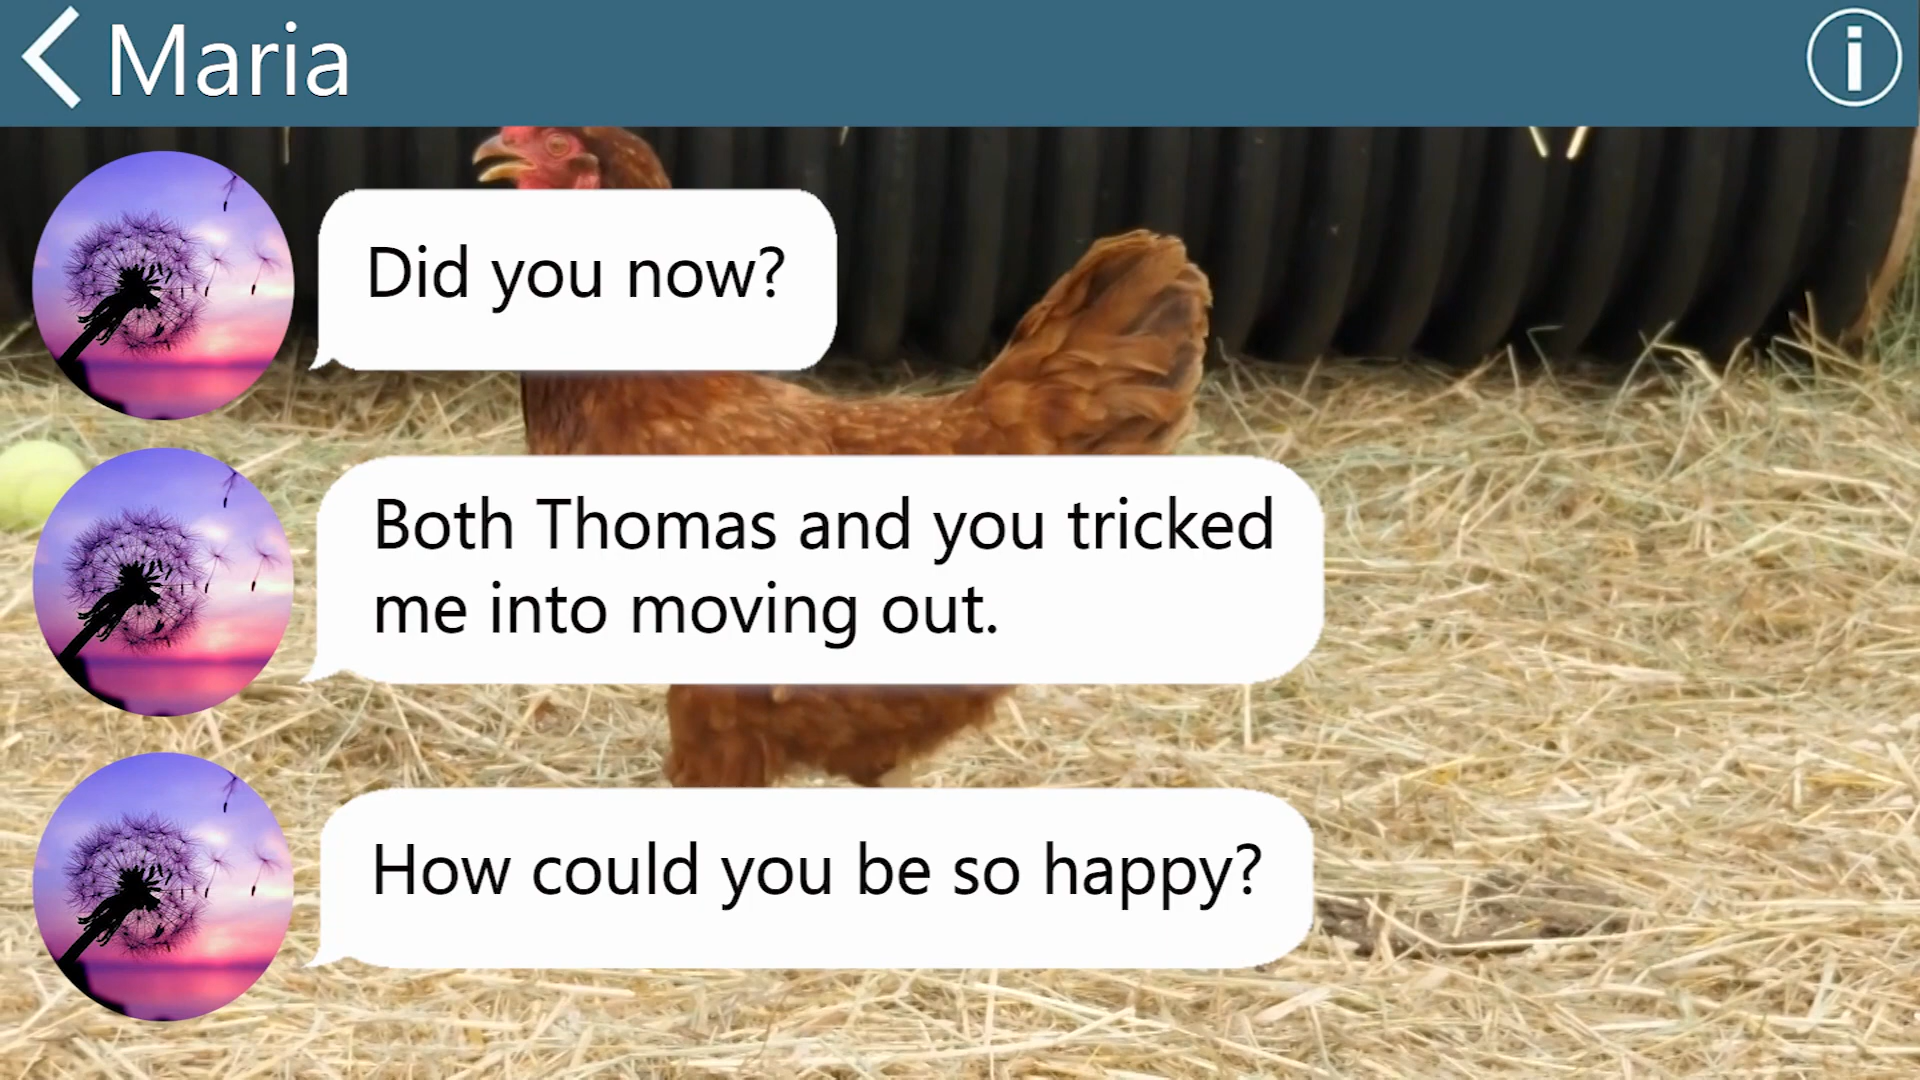 Maria
Did you now?
Both Thomas and you tricked
me into moving out.
How could you be so happy?